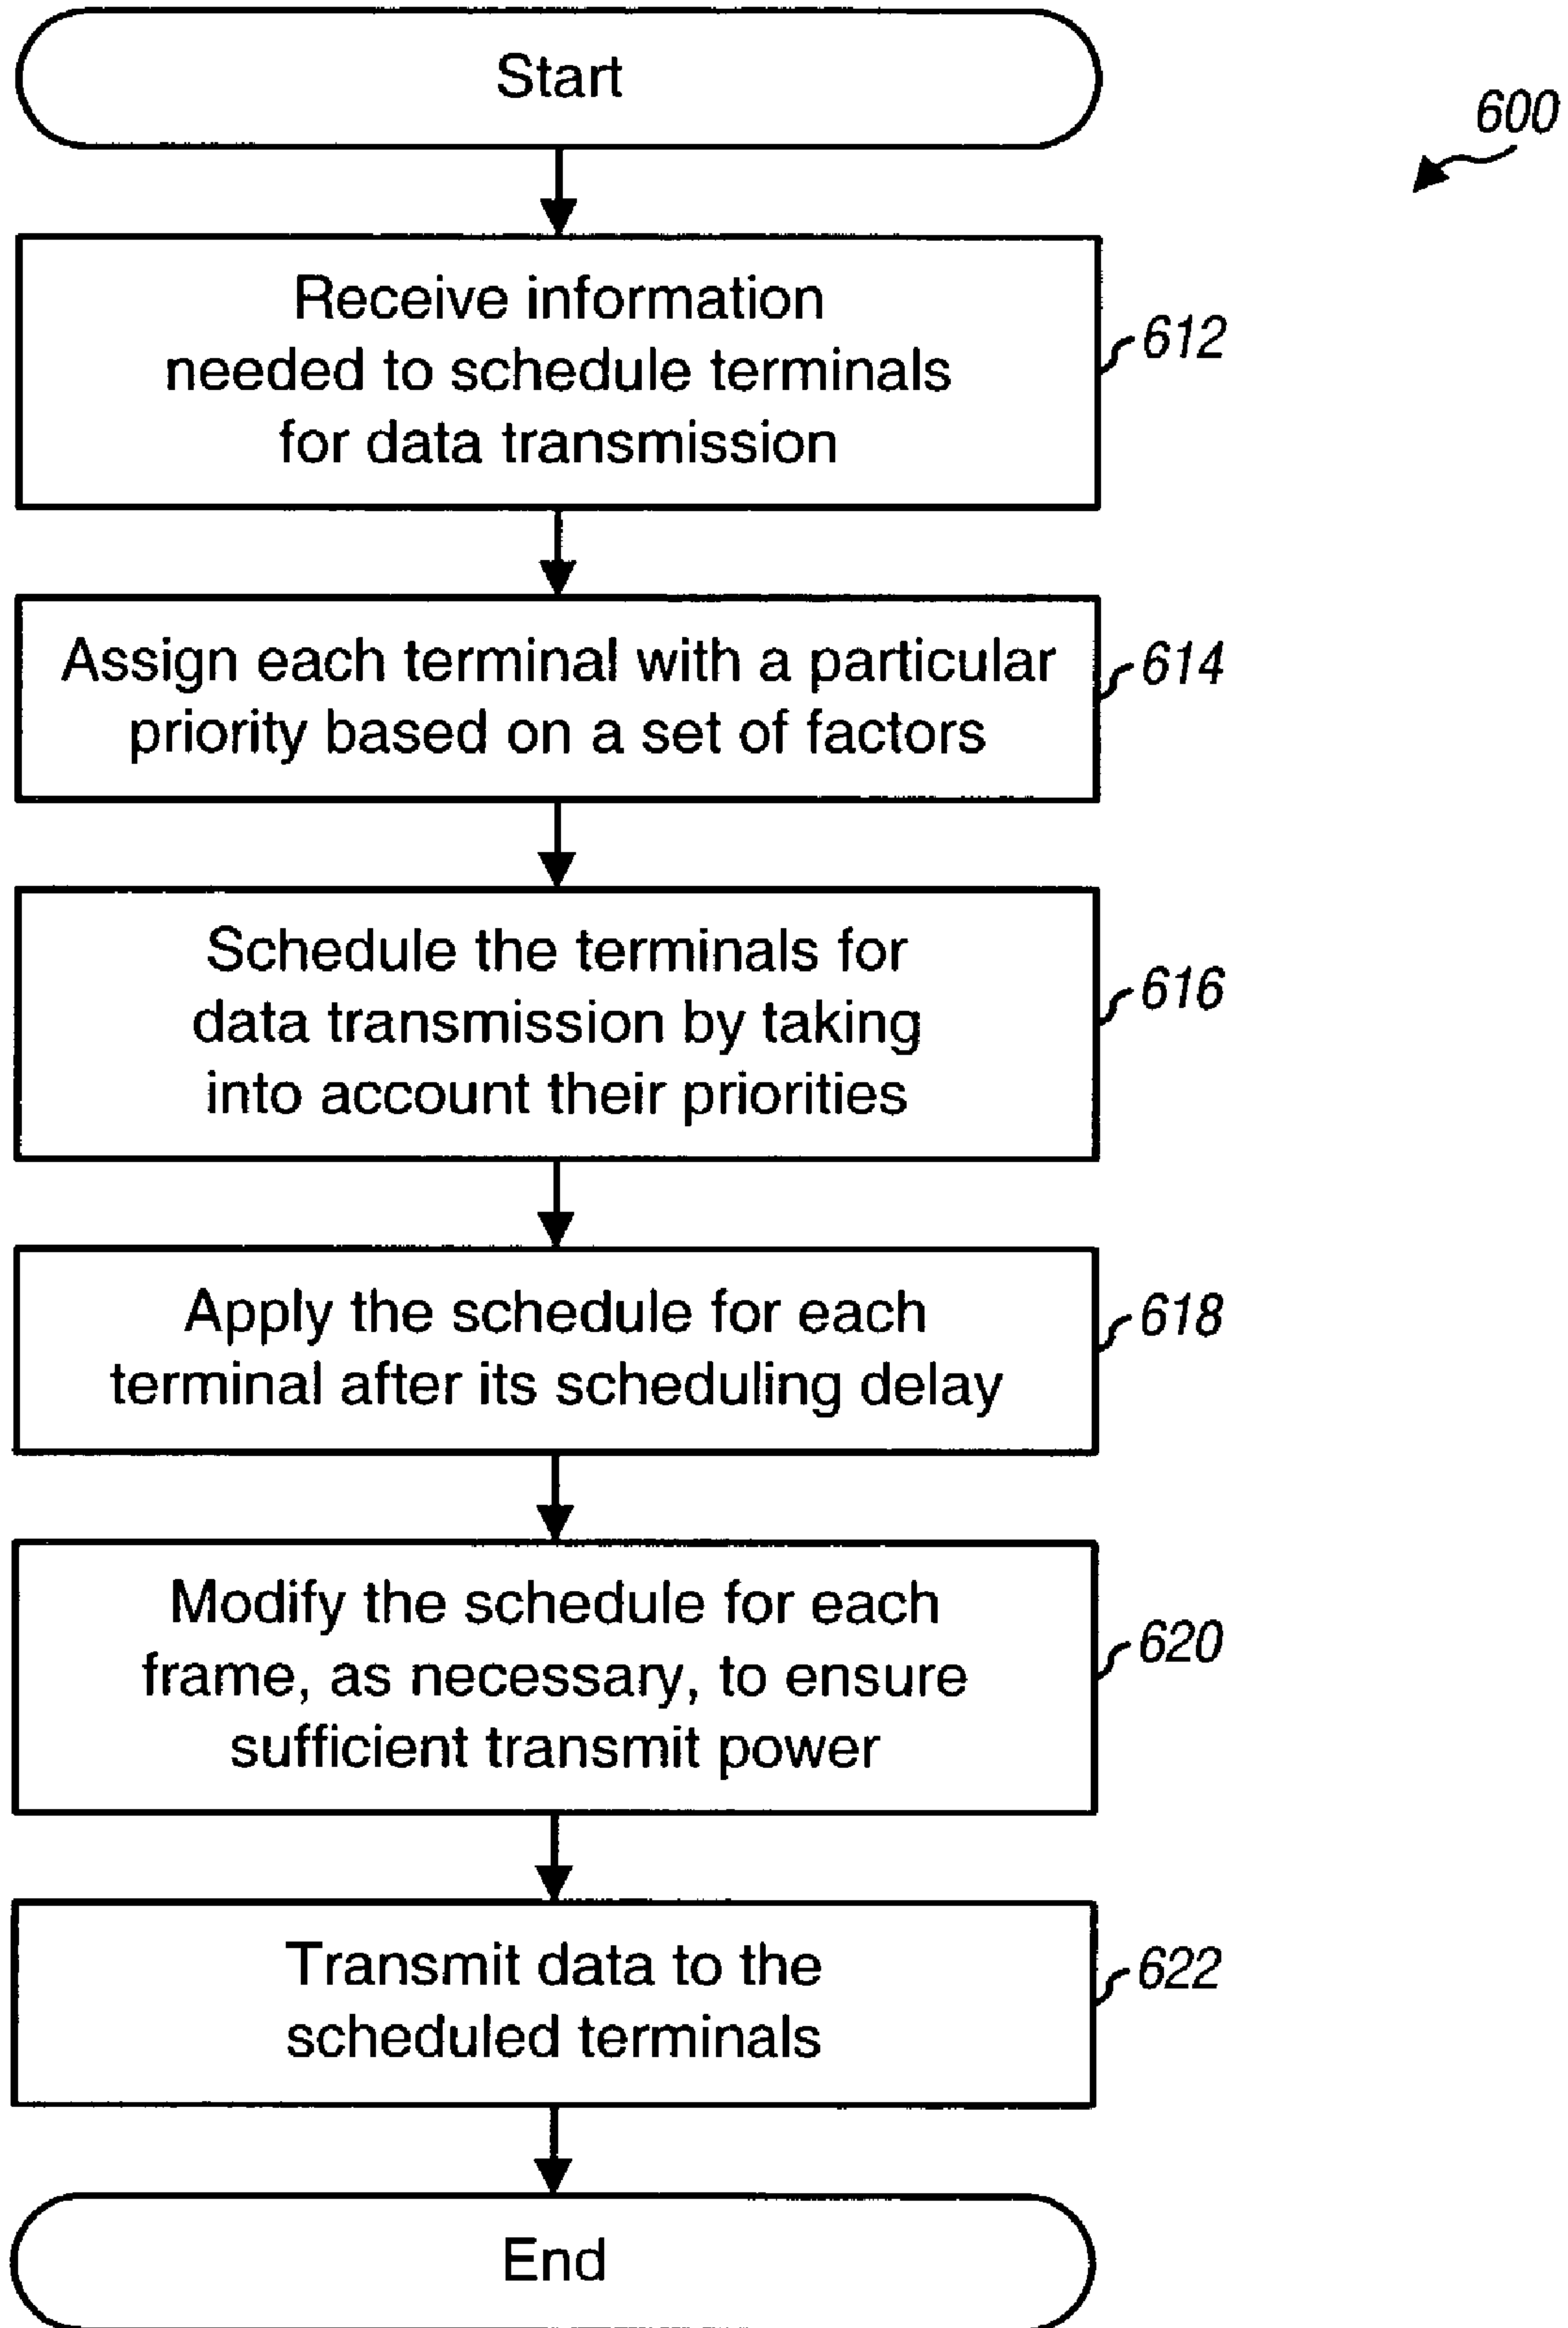 Start
600
Receive information
needed to schedule terminals
for data transmission
612
Assign each terminal with a particular
priority based on a set of factors
614
Schedule the terminals for
data transmission by taking
into account their priorities
616
Apply the schedule for each
terminal after its scheduling delay
618
Modify the schedule for each
frame, as necessary, to ensure
sufficient transmit power
620
Transmit data to the
scheduled terminals
622
End